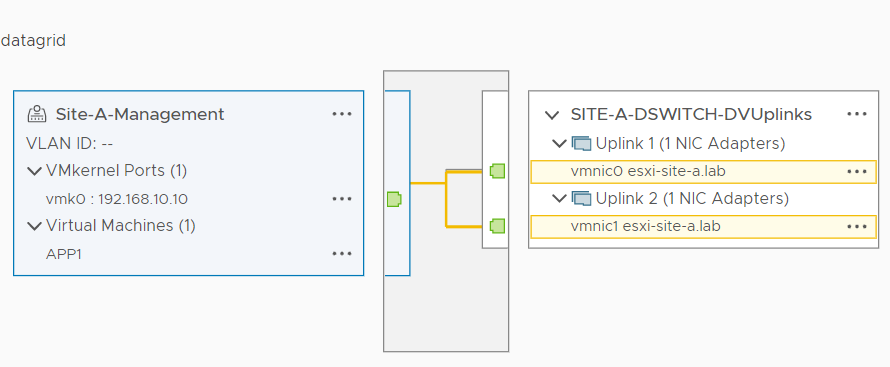 datagrid
Site-A-Management ...
VLAN ID: --
VMkernel Ports (1)
vmk0 : 192.168.10.10 ...
Virtual Machines (1)
APP1 ...
SITE-A-DSWITCH-DVUplinks ...
Uplink 1 (1 NIC Adapters)
vmnic0 esxi-site-a.lab ...
Uplink 2 (1 NIC Adapters)
vmnic1 esxi-site-a.lab ...